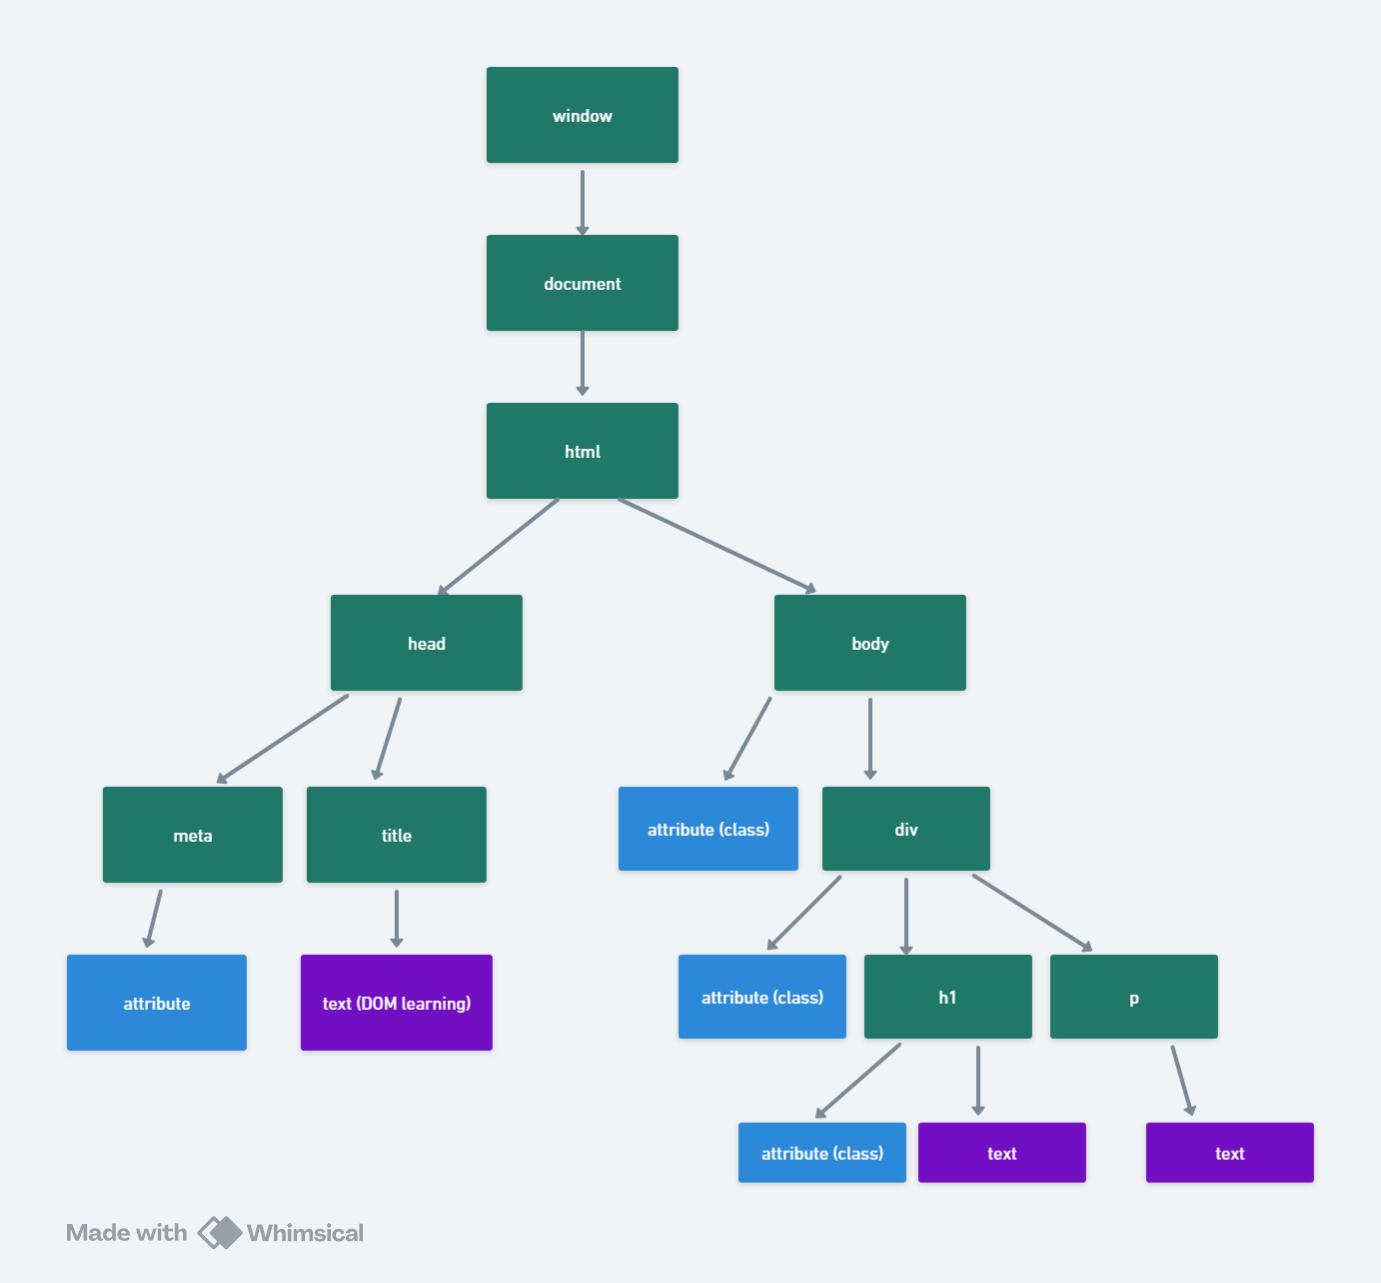 window
document
html
head
body
meta
title
attribute (class)
div
attribute
text (DOM learning)
attribute (class)
h1
p
attribute (class)
text
text
Made with Whimsical